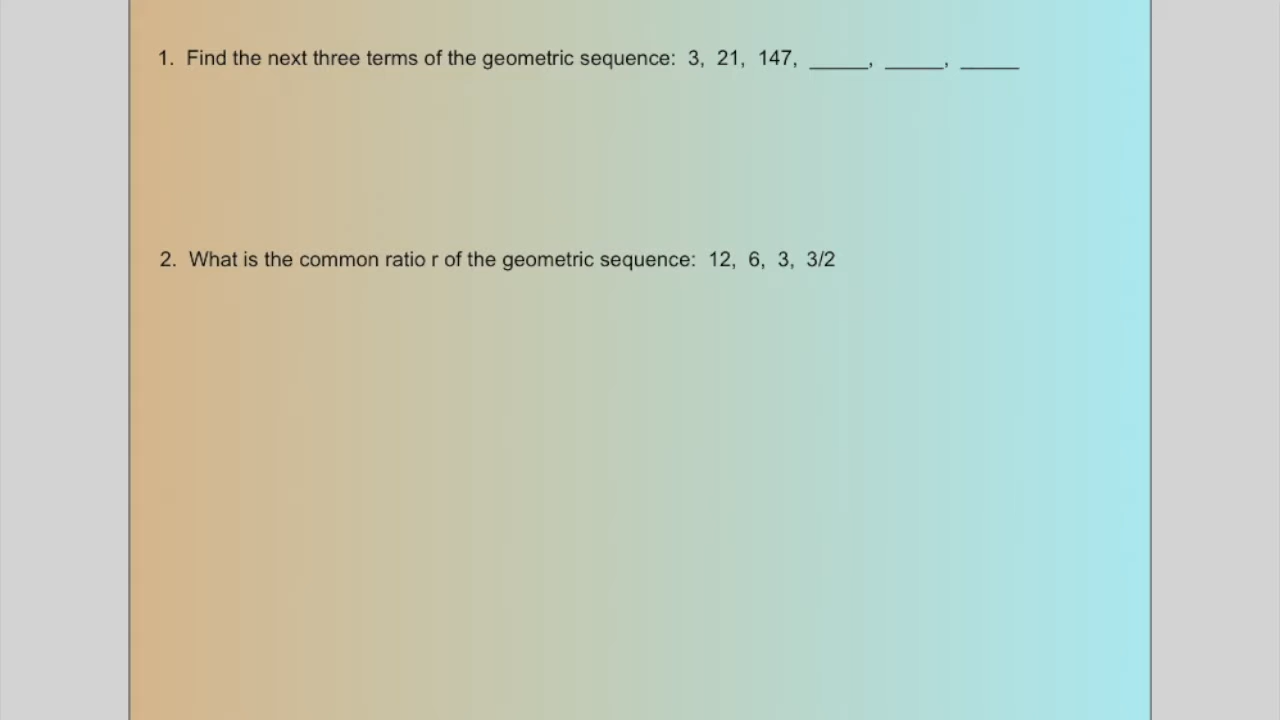 1. Find the next three terms of the geometric sequence: 3, 21, 147, _____, _____, _____
2. What is the common ratio r of the geometric sequence: 12, 6, 3, 3/2